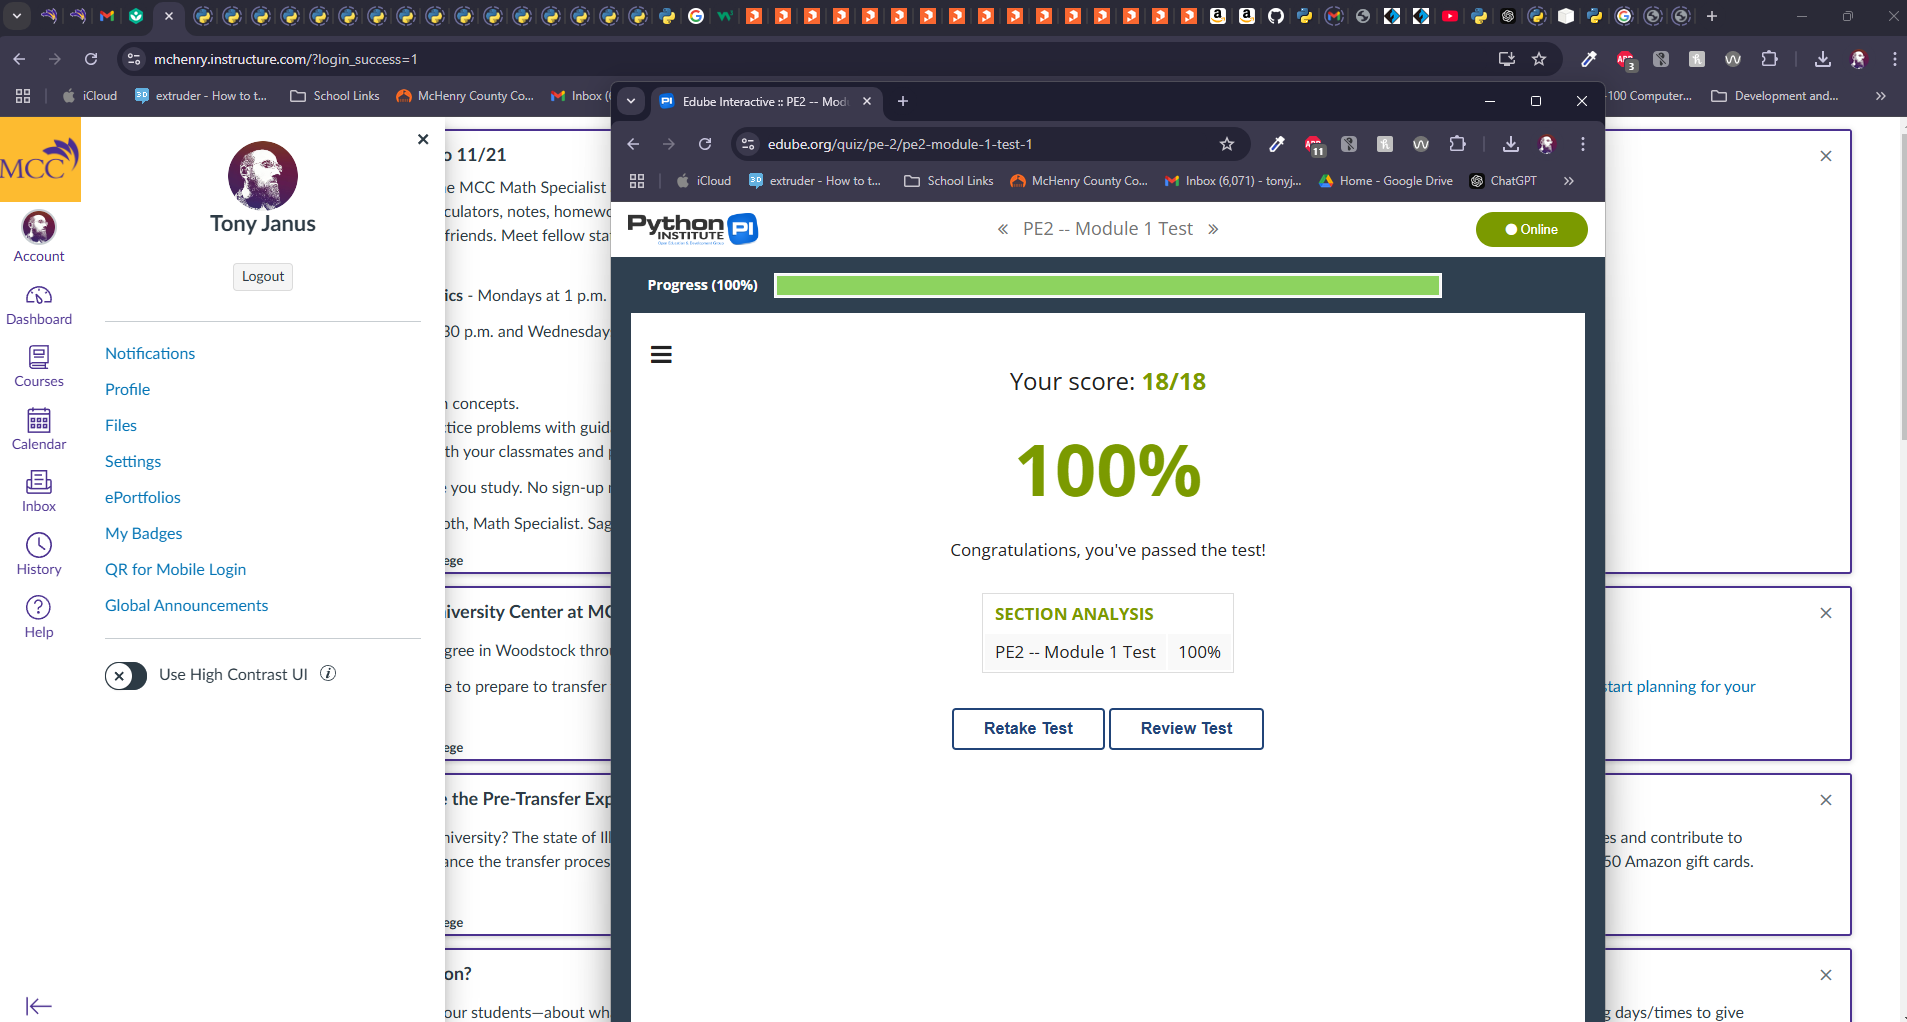 mchenry.instructure.com/?login_success=1
3
iCloud
extruder - How to t...
School Links
McHenry County Co...
Inbox (
-100 Computer...
Development and...
MCC
Account
Dashboard
Courses
Calendar
Inbox
History
Help
Tony Janus
Logout
Notifications
Profile
Files
Settings
ePortfolios
My Badges
QR for Mobile Login
Global Announcements
Use High Contrast UI
o 11/21
e MCC Math Specialist
culators, notes, homewo
friends. Meet fellow sta
ics - Mondays at 1 p.m.
30 p.m. and Wednesday
n concepts.
tice problems with guid
th your classmates and p
you study. No sign-up
oth, Math Specialist. Sag
ege
iversity Center at MC
gree in Woodstock throu
e to prepare to transfer
start planning for your
ege
the Pre-Transfer Exp
niversity? The state of Ill
ance the transfer proces
es and contribute to
50 Amazon gift cards.
ege
on?
our students—about wh
g days/times to give
Edube Interactive :: PE2 -- Mod
edube.org/quiz/pe-2/pe2-module-1-test-1
11
iCloud
extruder - How to t...
School Links
McHenry County Co...
Inbox (6,071) - tonyj...
Home - Google Drive
ChatGPT
Python
INSTITUTE
PI
Open Education & Development Group
« PE2 -- Module 1 Test »
Online
Progress (100%)
Your score: 18/18
100%
Congratulations, you've passed the test!
SECTION ANALYSIS
PE2 -- Module 1 Test 100%
Retake Test
Review Test